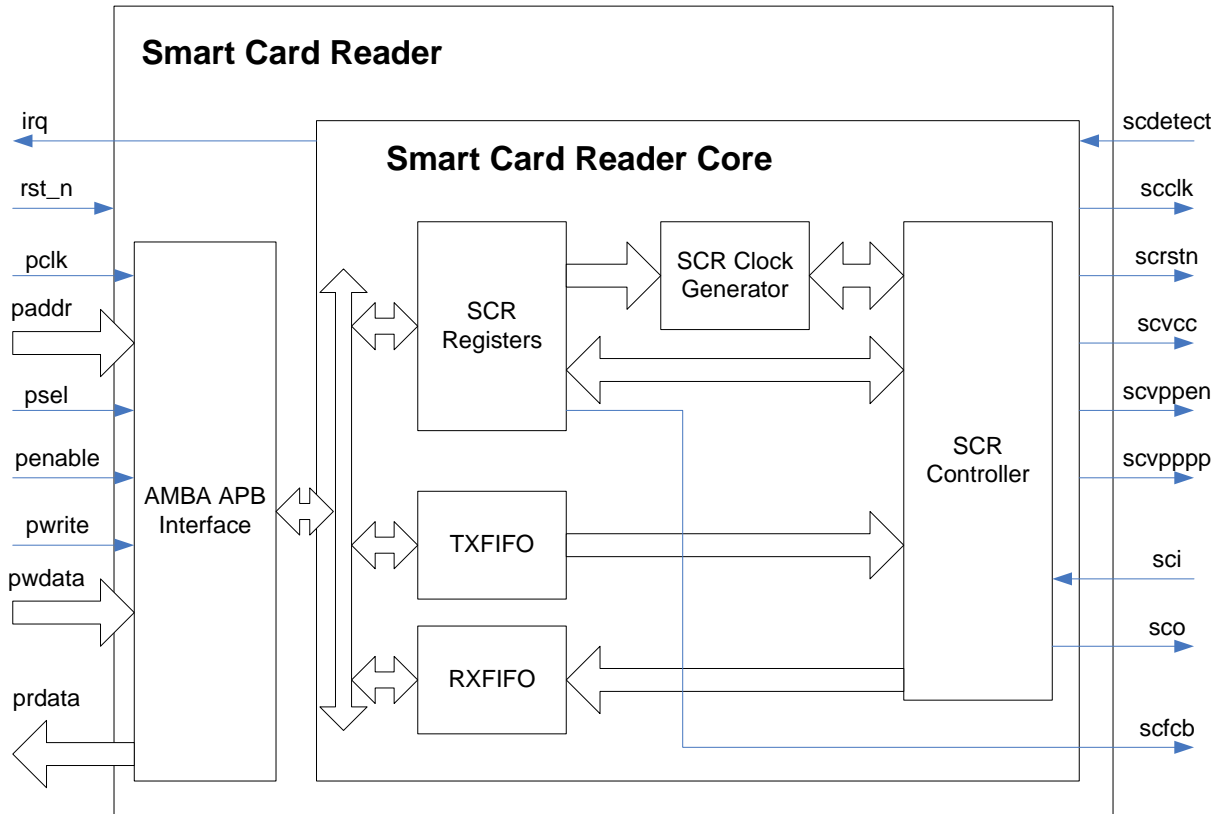 Smart Card Reader
irq
rst_n
pclk
paddr
psel
penable
pwrite
pwdata
prdata
AMBA APB
Interface
Smart Card Reader Core
SCR
Registers
SCR Clock
Generator
TXFIFO
RXFIFO
SCR
Controller
scdetect
scclk
scrstn
scvcc
scvppen
scvpppp
sci
sco
scfcb